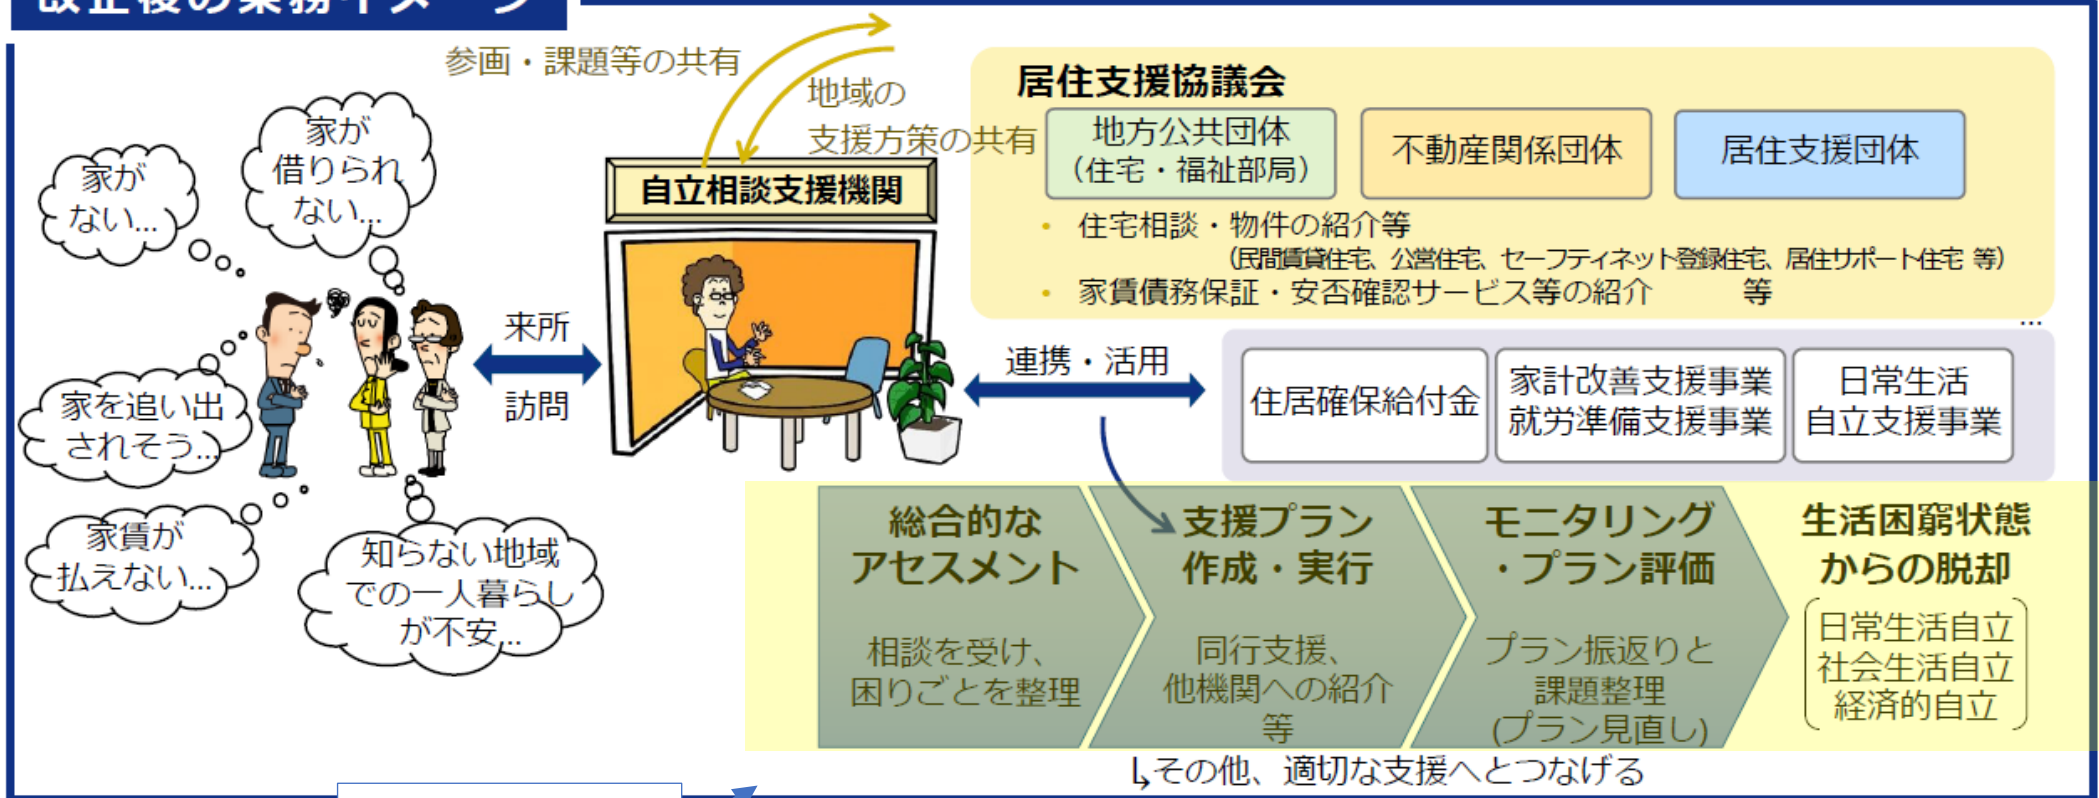 改正後の業務イメージ
参画・課題等の共有
地域の
支援方策の共有
家が
ない...
家が
借りられ
ない...
家を追い出
されそう...
家賃が
払えない...
知らない地域
での一人暮らし
が不安...
来所
訪問
自立相談支援機関
居住支援協議会
地方公共団体
（住宅・福祉部局）
不動産関係団体
居住支援団体
・ 住宅相談・物件の紹介等
（民間賃貸住宅、公営住宅、セーフティネット登録住宅、居住サポート住宅 等）
・ 家賃債務保証・安否確認サービス等の紹介 等
...
連携・活用
住居確保給付金
家計改善支援事業
就労準備支援事業
日常生活
自立支援事業
総合的な
アセスメント
相談を受け、
困りごとを整理
支援プラン
作成・実行
同行支援、
他機関への紹介
等
モニタリング
・プラン評価
プラン振返りと
課題整理
(プラン見直し)
生活困窮状態
からの脱却
日常生活自立
社会生活自立
経済的自立
↳その他、適切な支援へとつなげる